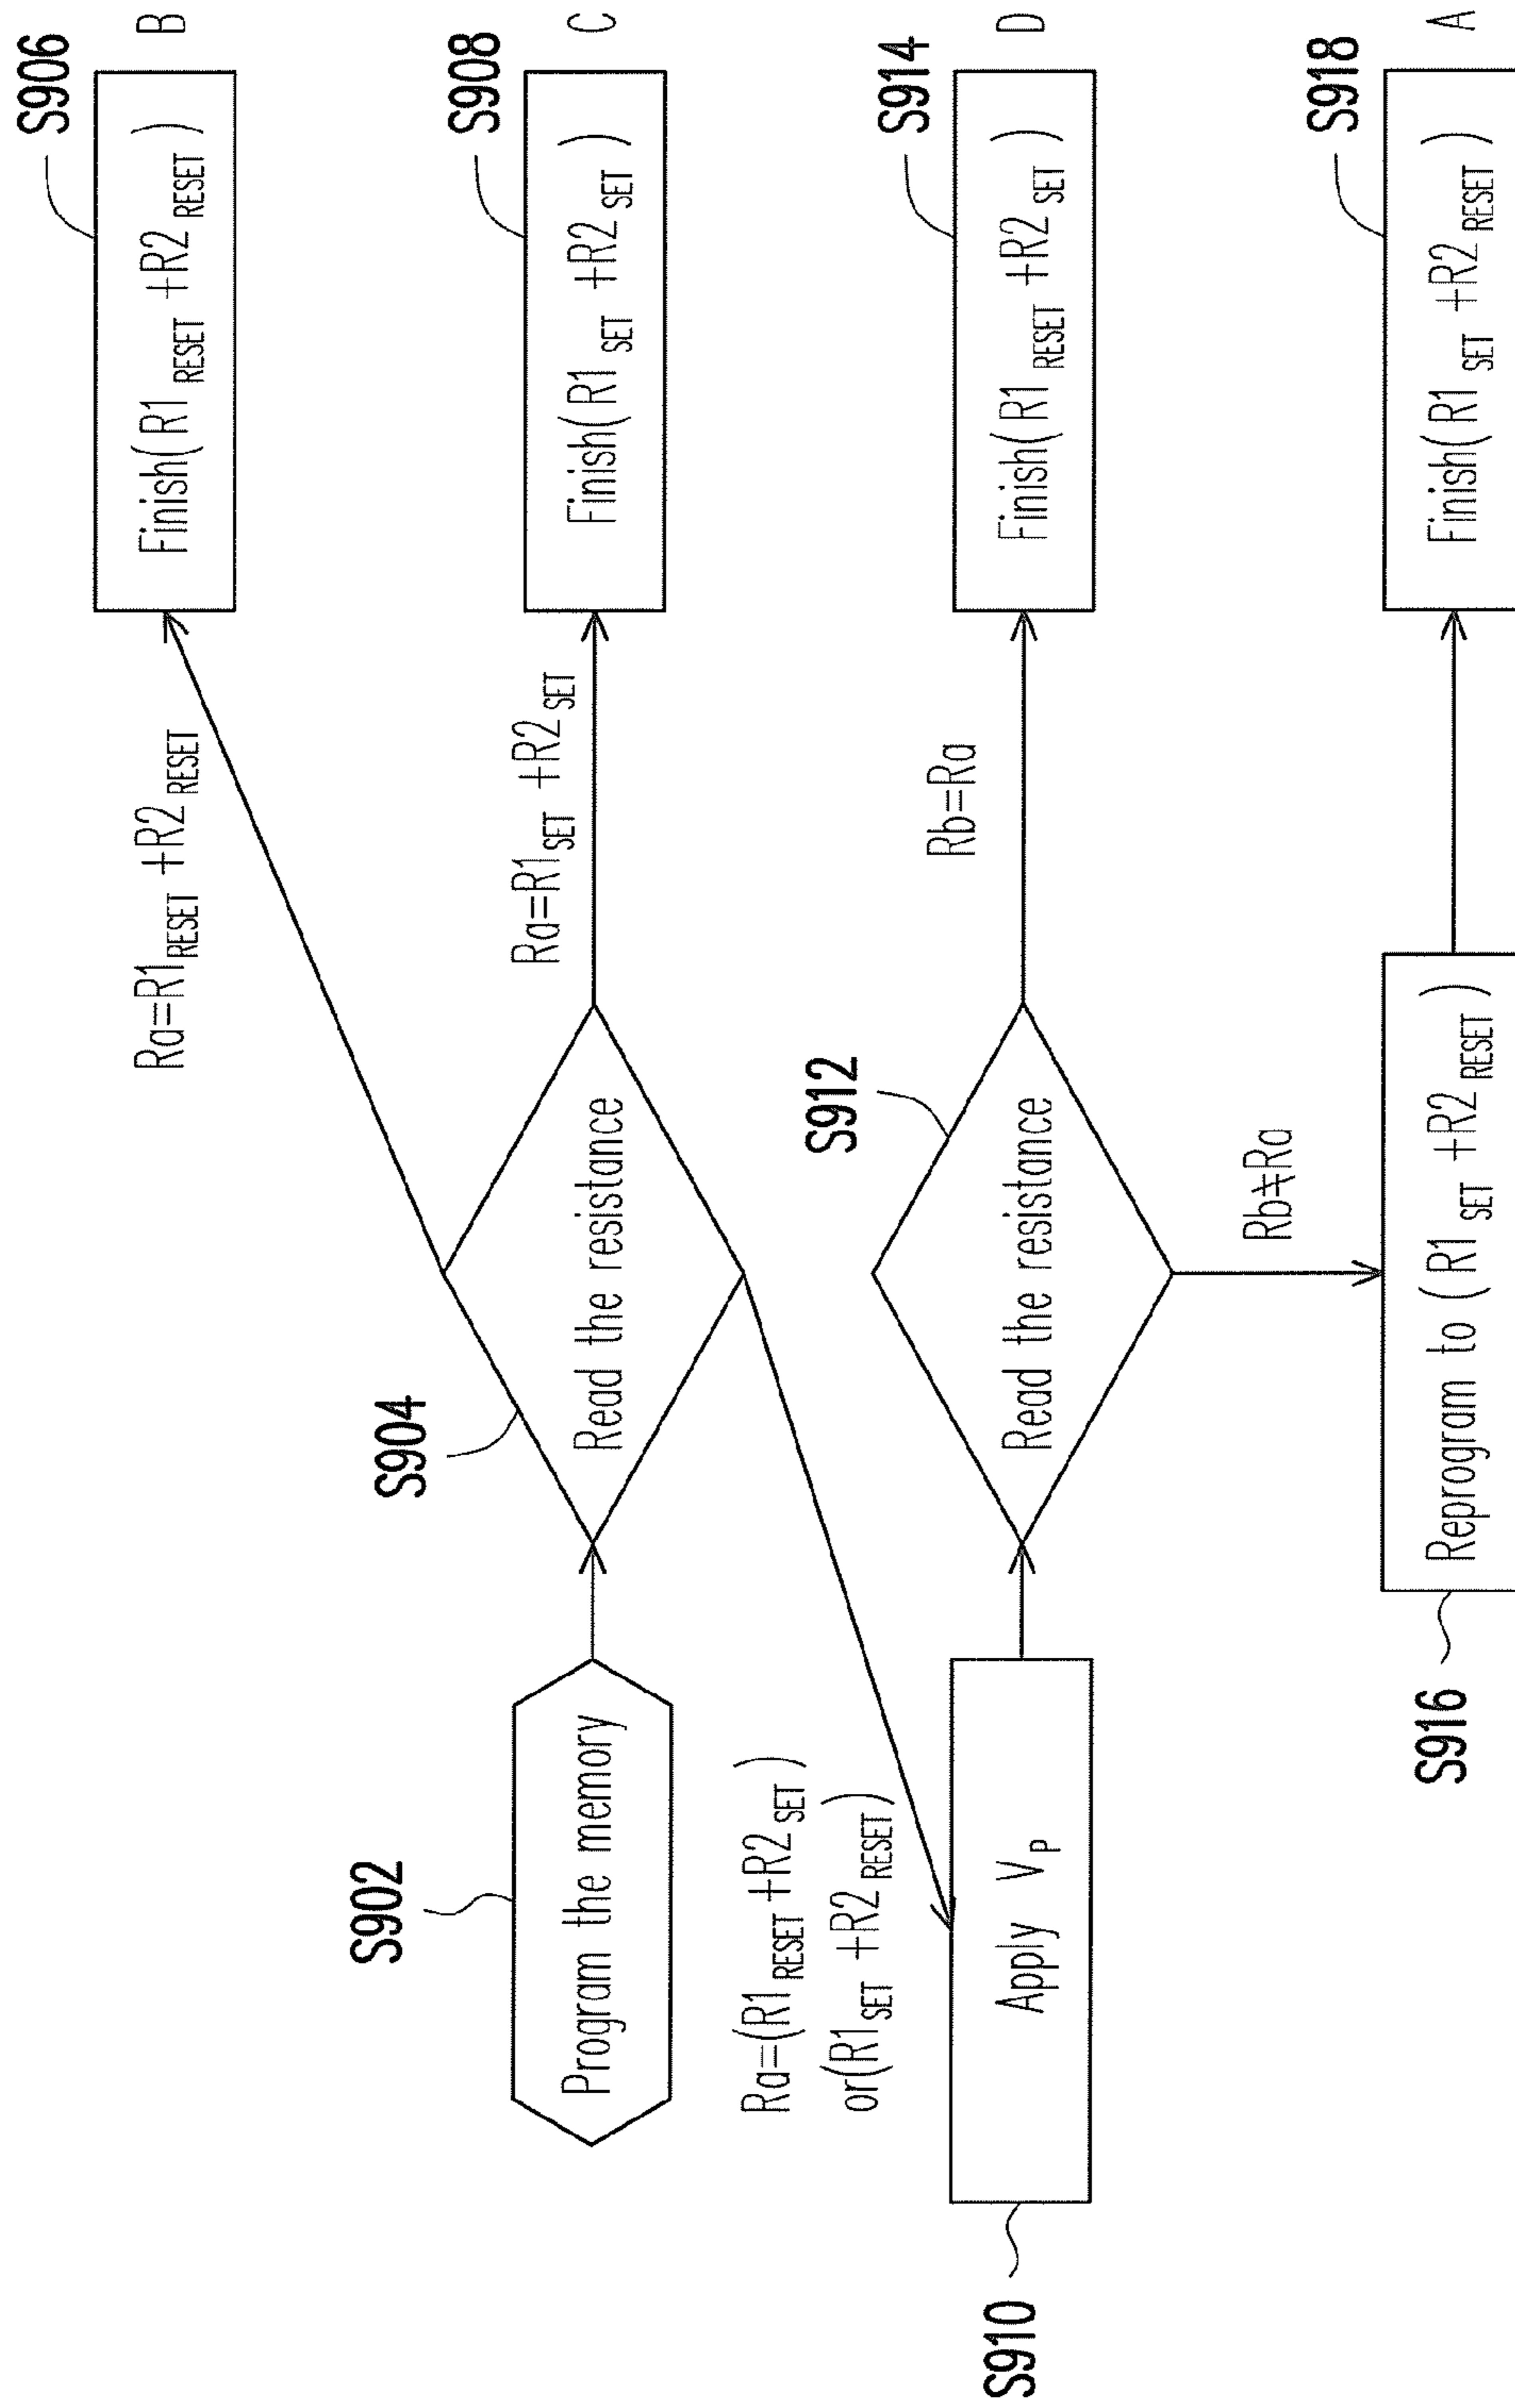 S902
Program the memory
S904
Read the resistance
Ra=R1RESET +R2RESET
S906
Finish(R1RESET +R2RESET)
B
Ra=R1SET +R2SET
S908
Finish(R1SET +R2SET)
C
Ra=(R1RESET +R2SET)
or(R1SET +R2RESET)
S910
Apply VP
S912
Read the resistance
Rb=Ra
S914
Finish(R1RESET +R2SET)
D
Rb≠Ra
S916
Reprogram to (R1SET +R2RESET)
S918
Finish(R1SET +R2RESET)
A